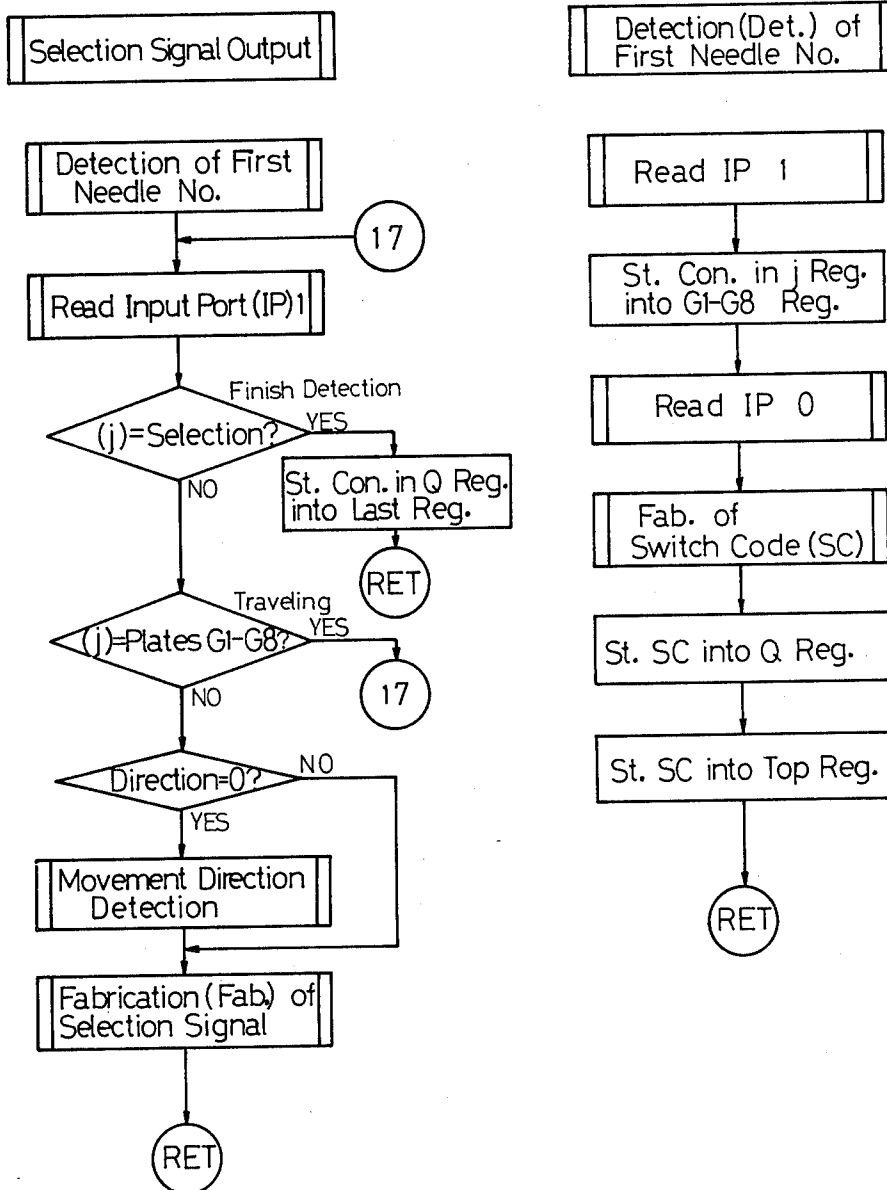 Selection Signal Output
Detection of First
Needle No.
17
Read Input Port (IP) 1
Finish Detection
(j)=Selection?
YES
NO
St. Con. in Q Reg.
into Last Reg.
RET
Traveling
(j)=Plates G1-G8?
YES
NO
17
Direction=0?
NO
YES
Movement Direction
Detection
Fabrication (Fab.) of
Selection Signal
RET
Detection (Det.) of
First Needle No.
Read IP 1
St. Con. in j Reg.
into G1-G8 Reg.
Read IP 0
Fab. of
Switch Code (SC)
St. SC into Q Reg.
St. SC into Top Reg.
RET